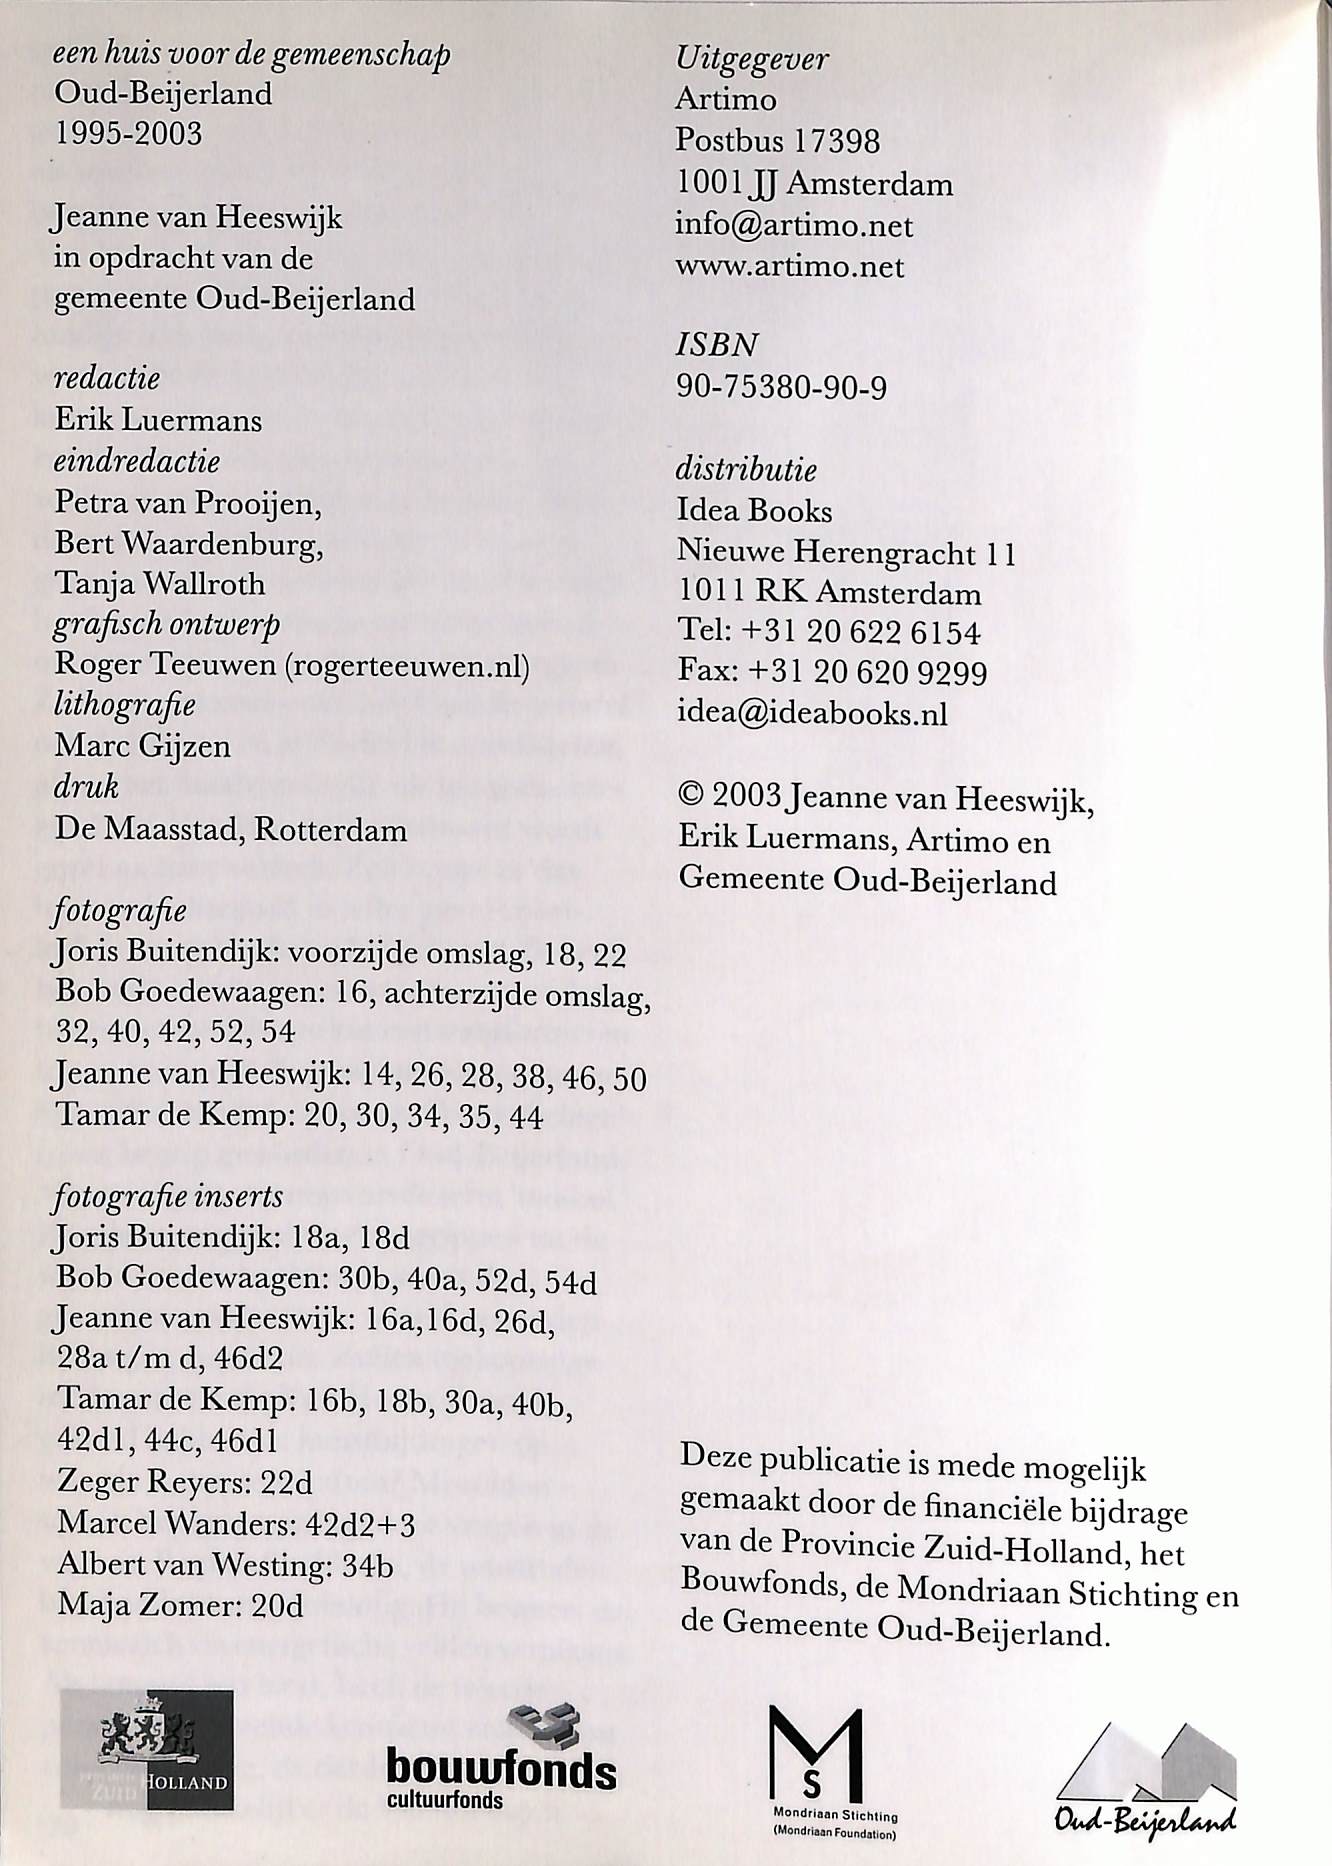 een huis voor de gemeenschap
Oud-Beijerland
1995-2003
Jeanne van Heeswijk
in opdracht van de
gemeente Oud-Beijerland
redactie
Erik Luermans
eindredactie
Petra van Prooijen,
Bert Waardenburg,
Tanja Wallroth
grafisch ontwerp
Roger Teeuwen (rogerteeuwen.nl)
lithografie
Marc Gijzen
druk
De Maasstad, Rotterdam
fotografie
Joris Buitendijk: voorzijde omslag, 18, 22
Bob Goedewaagen: 16, achterzijde omslag,
32, 40, 42, 52, 54
Jeanne van Heeswijk: 14, 26, 28, 38, 46, 50
Tamar de Kemp: 20, 30, 34, 35, 44
fotografie inserts
Joris Buitendijk: 18a, 18d
Bob Goedewaagen: 30b, 40a, 52d, 54d
Jeanne van Heeswijk: 16a,16d, 26d,
28a t/m d, 46d2
Tamar de Kemp: 16b, 18b, 30a, 40b,
42d1, 44c, 46d1
Zeger Reyers: 22d
Marcel Wanders: 42d2+3
Albert van Westing: 34b
Maja Zomer: 20d
Uitgegever
Artimo
Postbus 17398
1001 JJ Amsterdam
info@artimo.net
www.artimo.net
ISBN
90-75380-90-9
distributie
Idea Books
Nieuwe Herengracht 11
1011 RK Amsterdam
Tel: +31 20 622 6154
Fax: +31 20 620 9299
idea@ideabooks.nl
© 2003 Jeanne van Heeswijk,
Erik Luermans, Artimo en
Gemeente Oud-Beijerland
Deze publicatie is mede mogelijk
gemaakt door de financiële bijdrage
van de Provincie Zuid-Holland, het
Bouwfonds, de Mondriaan Stichting en
de Gemeente Oud-Beijerland.
ZUID HOLLAND
bouwfonds
cultuurfonds
M
S
Mondriaan Stichting
(Mondriaan Foundation)
Oud-Beijerland